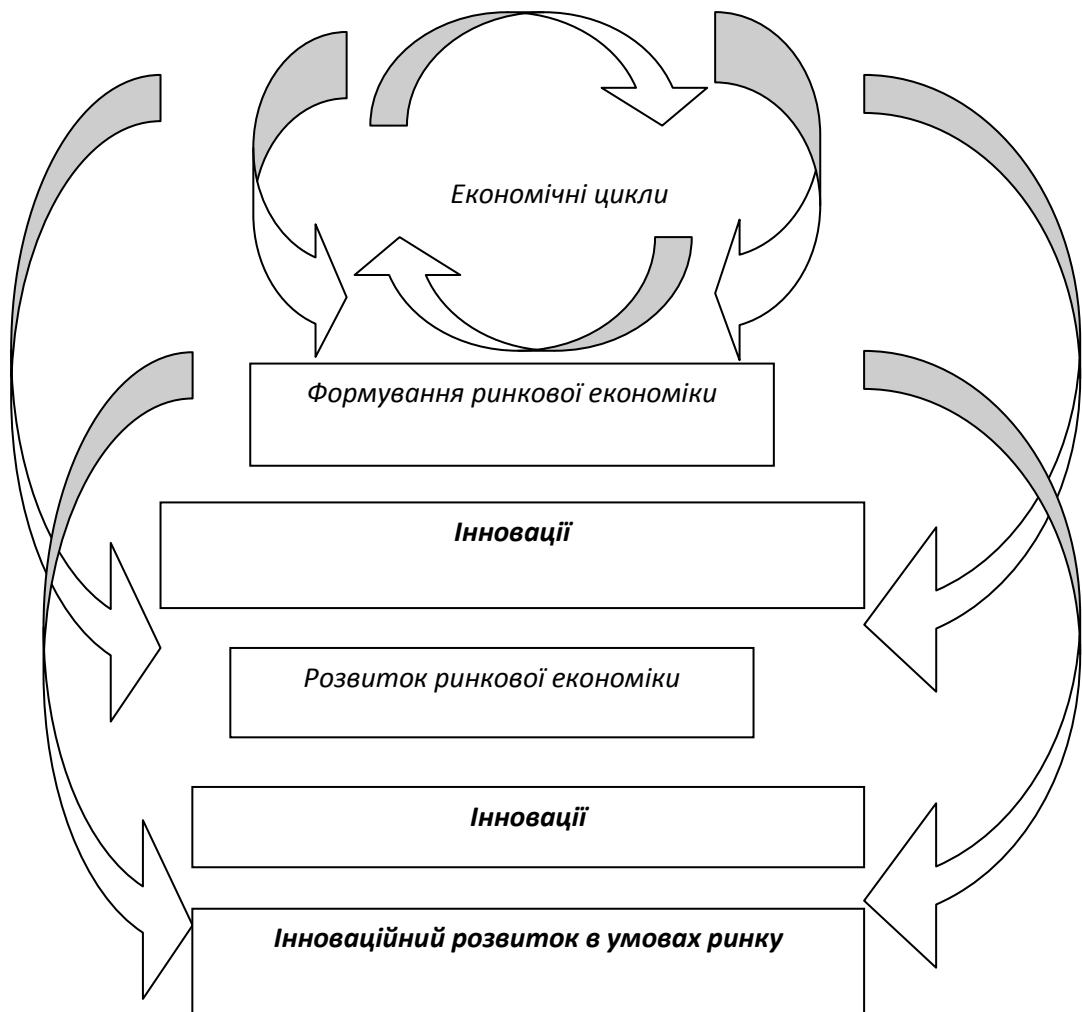 Економічні цикли
Формування ринкової економіки
Інновації
Розвиток ринкової економіки
Інновації
Інноваційний розвиток в умовах ринку